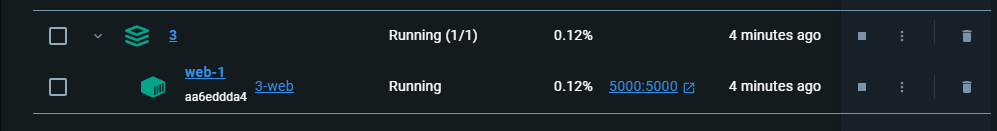 3 Running (1/1) 0.12% 4 minutes ago
web-1
aa6eddda4 3-web Running 0.12% 5000:5000 4 minutes ago